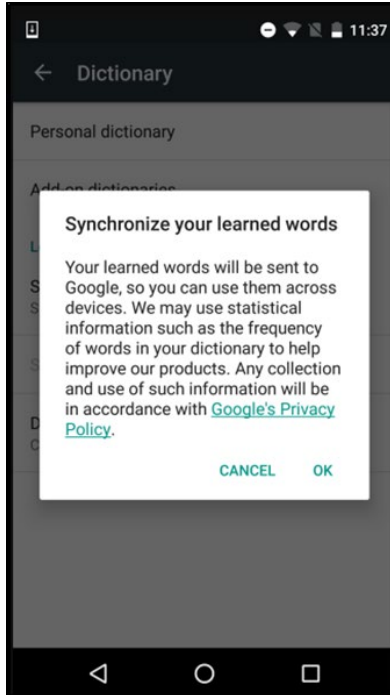 11:37
Dictionary
Personal dictionary
Add-on dictionaries
Synchronize your learned words
Your learned words will be sent to
Google, so you can use them across
devices. We may use statistical
information such as the frequency
of words in your dictionary to help
improve our products. Any collection
and use of such information will be
in accordance with Google's Privacy
Policy.
CANCEL OK